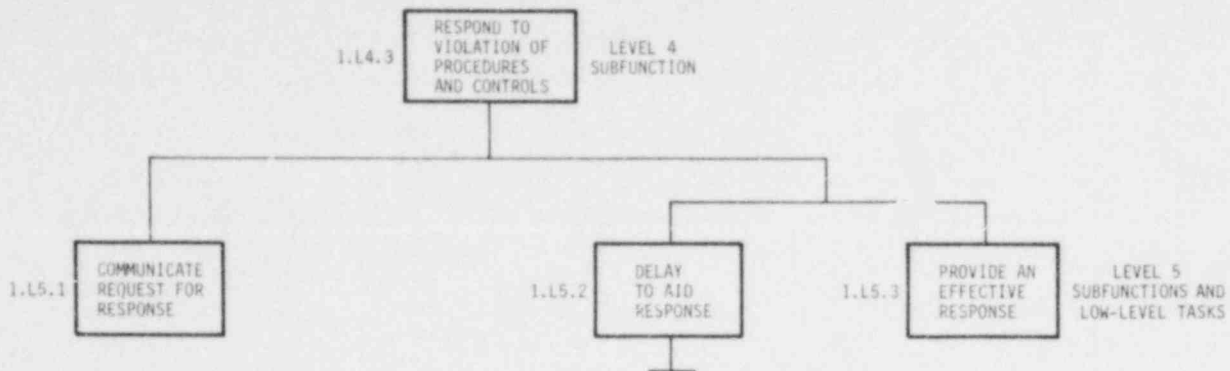 1.L4.3
RESPOND TO
VIOLATION OF
PROCEDURES
AND CONTROLS
LEVEL 4
SUBFUNCTION
1.L5.1
COMMUNICATE
REQUEST FOR
RESPONSE
1.L5.2
DELAY
TO AID
RESPONSE
1.L5.3
PROVIDE AN
EFFECTIVE
RESPONSE
LEVEL 5
SUBFUNCTIONS AND
LOW-LEVEL TASKS